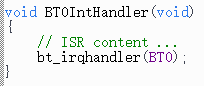 void BT0IntHandler(void)
{
// ISR content ...
bt_irqhandler(BT0);
}